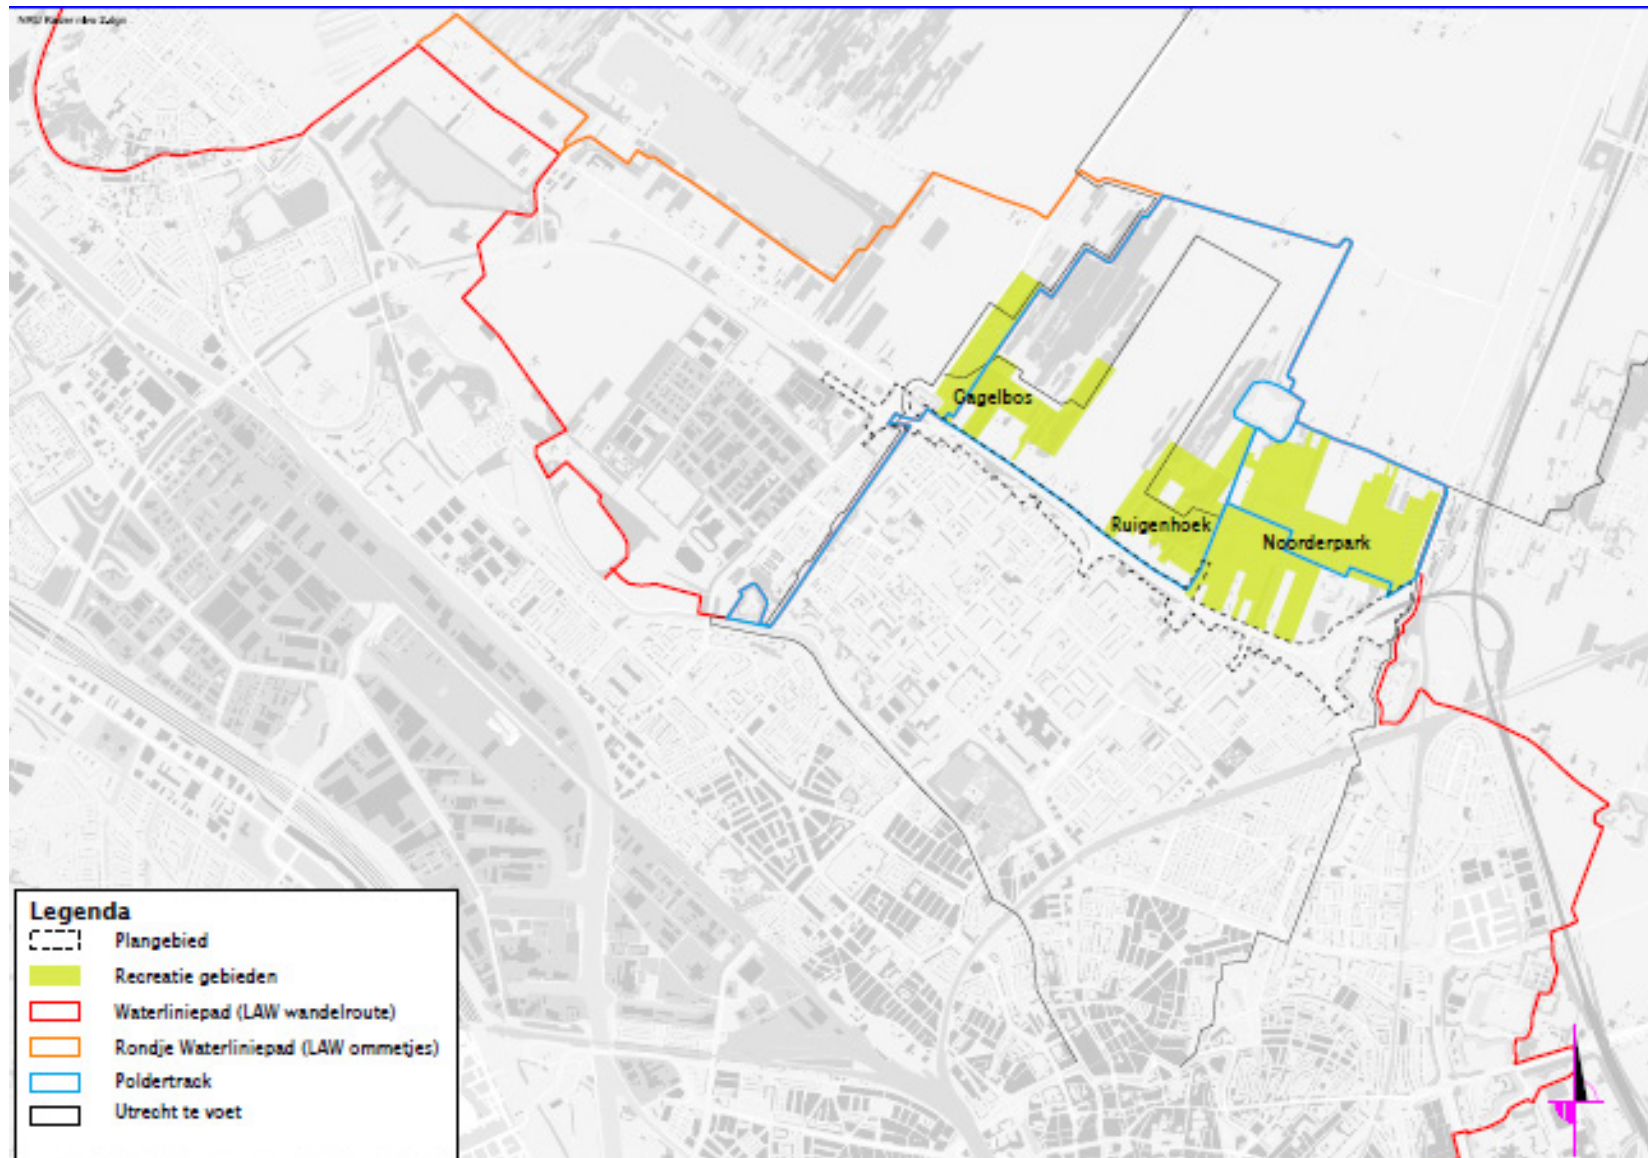 Gagelbos
Ruigenhoek
Noorderpark
Legenda
Plangebied
Recreatie gebieden
Waterliniepad (LAW wandelroute)
Rondje Waterliniepad (LAW ommetjes)
Poldertrack
Utrecht te voet